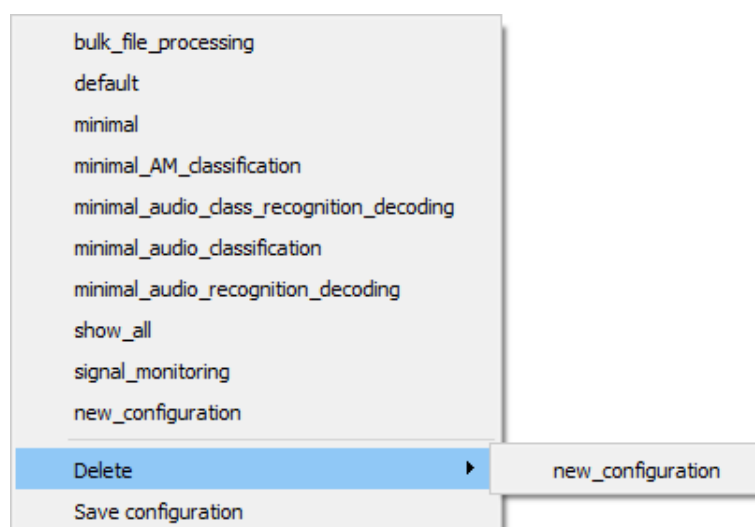 bulk_file_processing
default
minimal
minimal_AM_classification
minimal_audio_class_recognition_decoding
minimal_audio_classification
minimal_audio_recognition_decoding
show_all
signal_monitoring
new_configuration
Delete
new_configuration
Save configuration